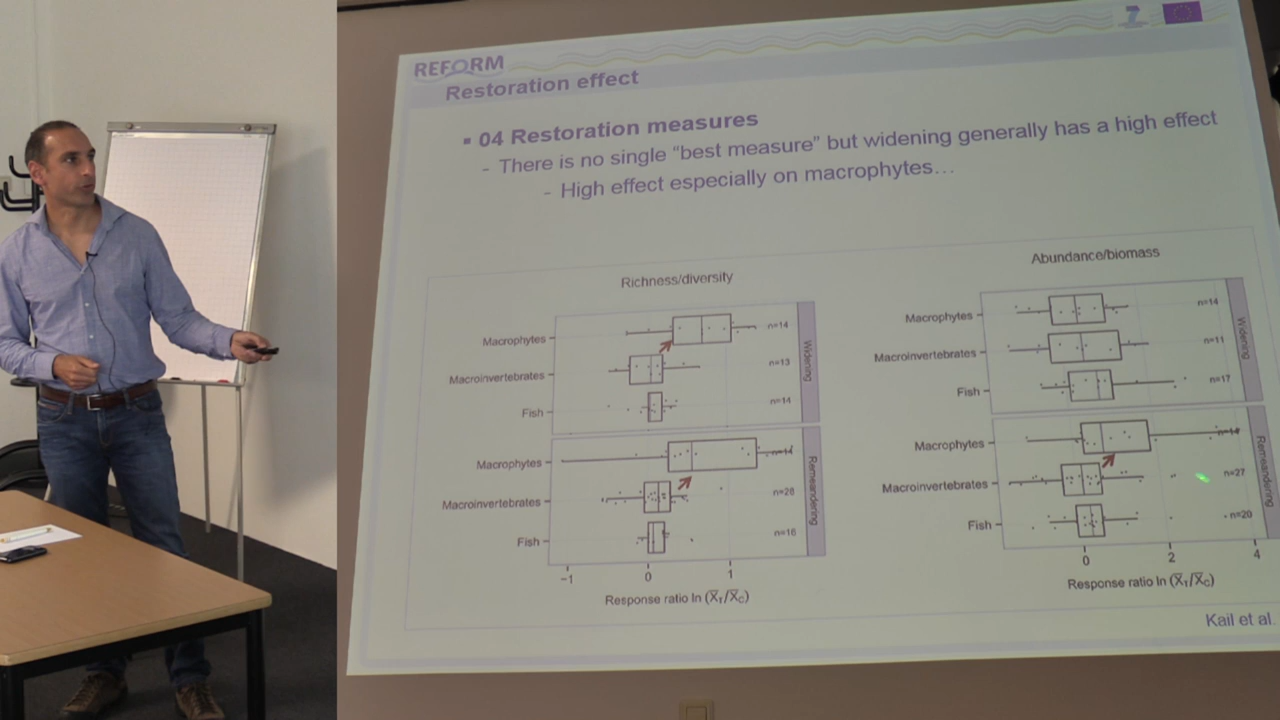 REFORM
Restoration effect
▪ 04 Restoration measures
- There is no single "best measure" but widening generally has a high effect
- High effect especially on macrophytes…
Richness/diversity
Macrophytes
n=14
Macroinvertebrates
n=13
Fish
n=14
Widening
Macrophytes
n=14
Macroinvertebrates
n=26
Fish
n=16
Remeandering
-1 0 1
Response ratio ln (X̅T/X̅C)
Abundance/biomass
Macrophytes
n=14
Macroinvertebrates
n=11
Fish
n=17
Widening
Macrophytes
n=14
Macroinvertebrates
n=27
Fish
n=20
Remeandering
0 2 4
Response ratio ln (X̅T/X̅C)
Kail et al.